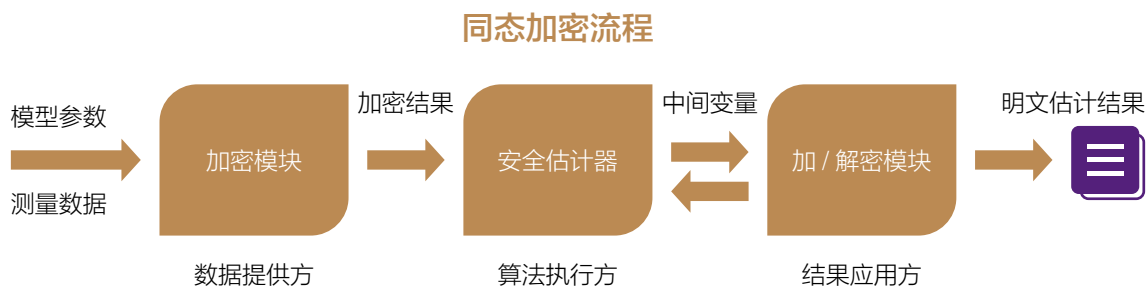 同态加密流程
模型参数
测量数据
加密模块
数据提供方
加密结果
安全估计器
算法执行方
中间变量
加 / 解密模块
结果应用方
明文估计结果